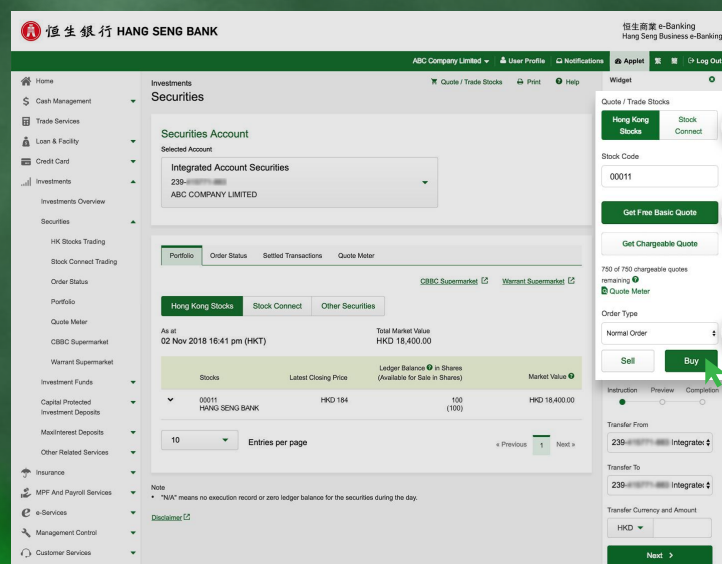 恒生銀行 HANG SENG BANK
恒生商業 e-Banking
Hang Seng Business e-Banking
ABC Company Limited
User Profile
Notifications
Applet
繁
簡
Log Out
Home
Cash Management
Trade Services
Loan & Facility
Credit Card
Investments
Investments Overview
Securities
HK Stocks Trading
Stock Connect Trading
Order Status
Portfolio
Quote Meter
CBBC Supermarket
Warrant Supermarket
Investment Funds
Capital Protected
Investment Deposits
MaxiInterest Deposits
Other Related Services
Insurance
MPF And Payroll Services
e-Services
Management Control
Customer Services
Investments
Securities
Quote / Trade Stocks
Print
Help
Securities Account
Selected Account
Integrated Account Securities
239-
ABC COMPANY LIMITED
Portfolio
Order Status
Settled Transactions
Quote Meter
CBBC Supermarket
Warrant Supermarket
Hong Kong Stocks
Stock Connect
Other Securities
As at
02 Nov 2018 16:41 pm (HKT)
Total Market Value
HKD 18,400.00
Stocks
Latest Closing Price
Ledger Balance ? in Shares
(Available for Sale in Shares)
Market Value ?
00011
HANG SENG BANK
HKD 184
100
(100)
HKD 18,400.00
10
Entries per page
« Previous 1 Next »
Note
• "N/A" means no execution record or zero ledger balance for the securities during the day.
Disclaimer
Widget
Quote / Trade Stocks
Hong Kong
Stocks
Stock
Connect
Stock Code
00011
Get Free Basic Quote
Get Chargeable Quote
750 of 750 chargeable quotes
remaining ?
Quote Meter
Order Type
Normal Order
Sell
Buy
Instruction
Preview
Completion
Transfer From
239-
Integrated
Transfer To
239-
Integrated
Transfer Currency and Amount
HKD
Next >